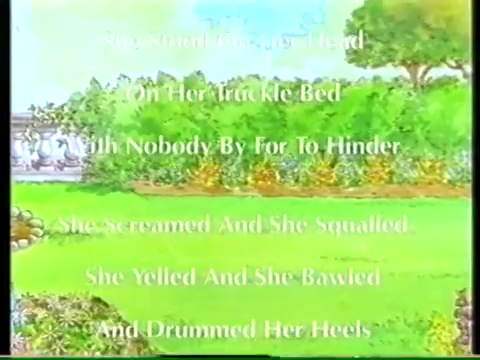 She Stood On Her Head
On Her Truckle Bed
With Nobody By For To Hinder
She Screamed And She Squalled
She Yelled And She Bawled
And Drummed Her Heels